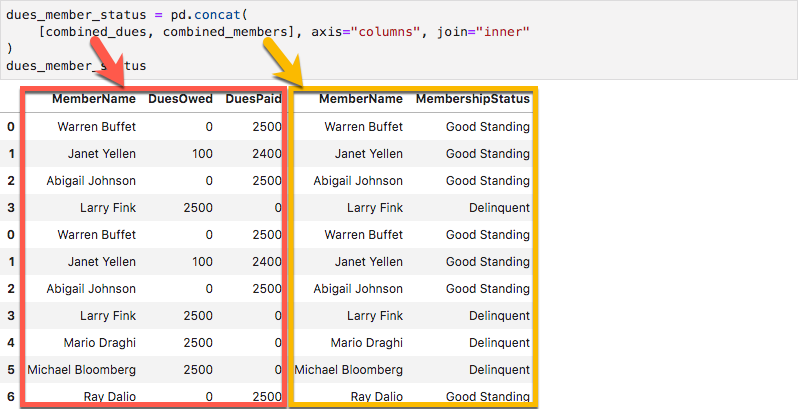 dues_member_status = pd.concat(
    [combined_dues, combined_members], axis="columns", join="inner"
)
dues_member_status
MemberName DuesOwed DuesPaid MemberName MembershipStatus
0 Warren Buffet 0 2500 Warren Buffet Good Standing
1 Janet Yellen 100 2400 Janet Yellen Good Standing
2 Abigail Johnson 0 2500 Abigail Johnson Good Standing
3 Larry Fink 2500 0 Larry Fink Delinquent
0 Warren Buffet 0 2500 Warren Buffet Good Standing
1 Janet Yellen 100 2400 Janet Yellen Good Standing
2 Abigail Johnson 0 2500 Abigail Johnson Good Standing
3 Larry Fink 2500 0 Larry Fink Delinquent
4 Mario Draghi 2500 0 Mario Draghi Delinquent
5 Michael Bloomberg 2500 0 Michael Bloomberg Delinquent
6 Ray Dalio 0 2500 Ray Dalio Good Standing